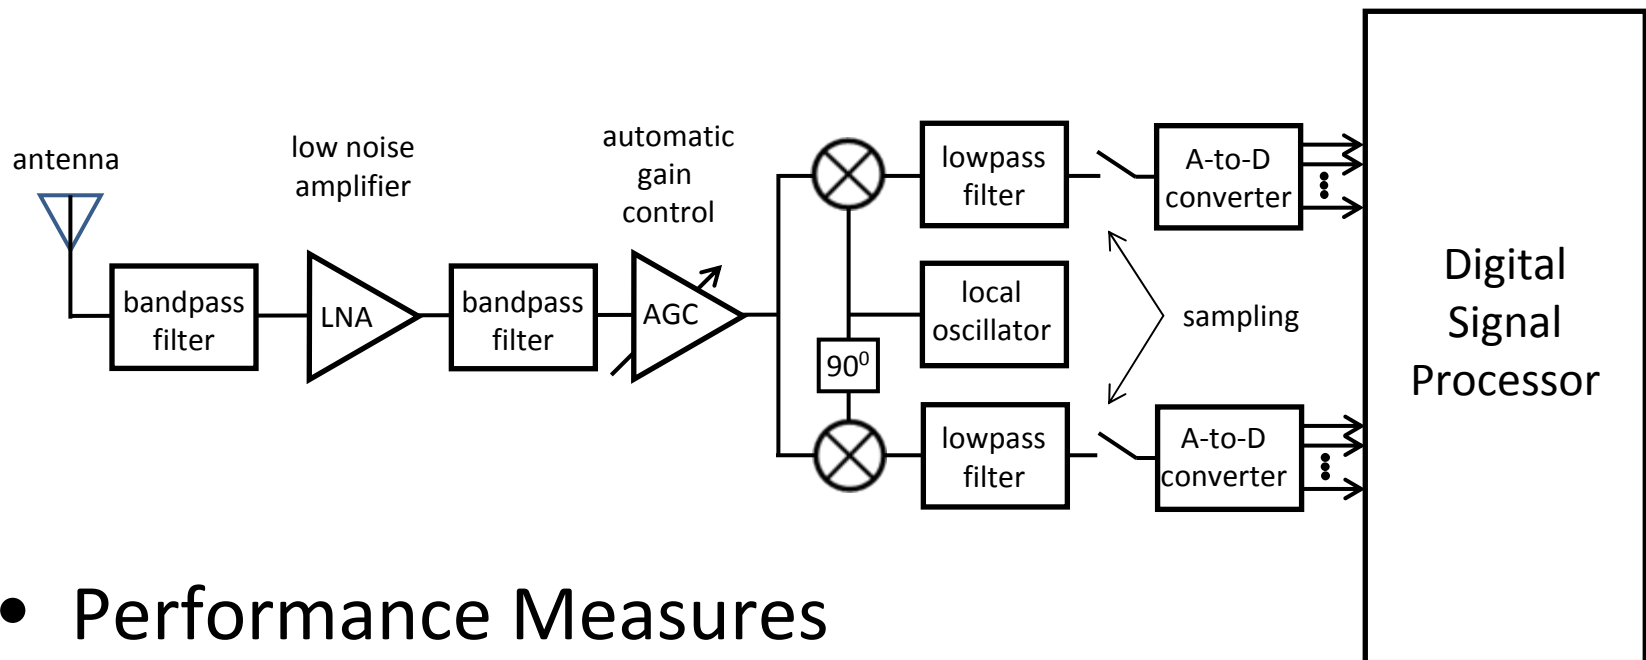 antenna
low noise
amplifier
automatic
gain
control
bandpass
filter
LNA
bandpass
filter
AGC
lowpass
filter
local
oscillator
90⁰
lowpass
filter
sampling
A-to-D
converter
A-to-D
converter
Digital
Signal
Processor
• Performance Measures